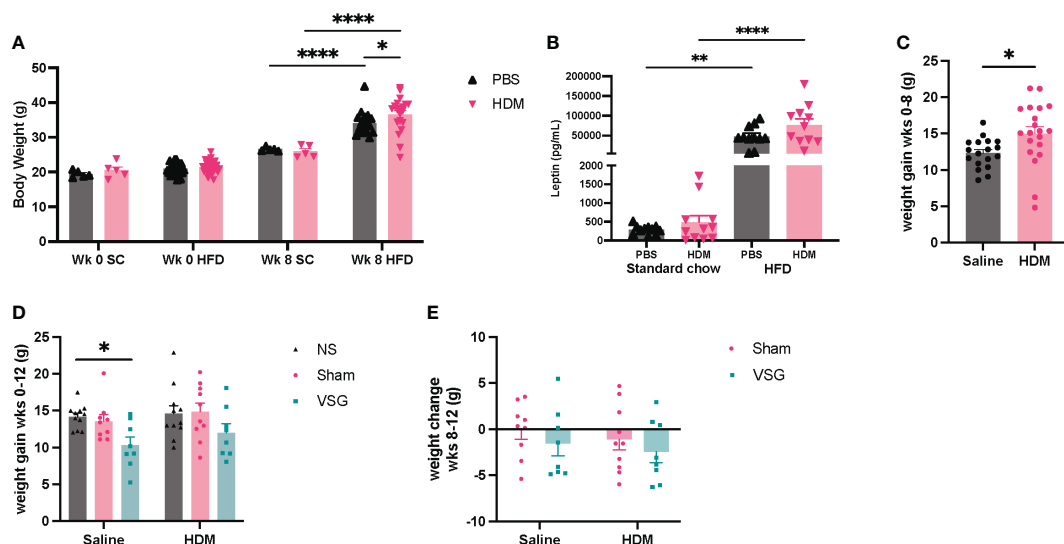 A
****
****
*
Body Weight (g)
50
40
30
20
10
0
Wk 0 SC
Wk 0 HFD
Wk 8 SC
Wk 8 HFD
PBS
HDM
B
****
**
Leptin (pg/mL)
200000
150000
100000
50000
2000
1500
1000
500
0
PBS
HDM
PBS
HDM
Standard chow
HFD
C
*
weight gain wks 0-8 (g)
25
20
15
10
5
0
Saline
HDM
D
*
weight gain wks 0-12 (g)
25
20
15
10
5
0
Saline
HDM
NS
Sham
VSG
E
weight change
wks 8-12 (g)
10
5
0
-5
-10
Saline
HDM
Sham
VSG